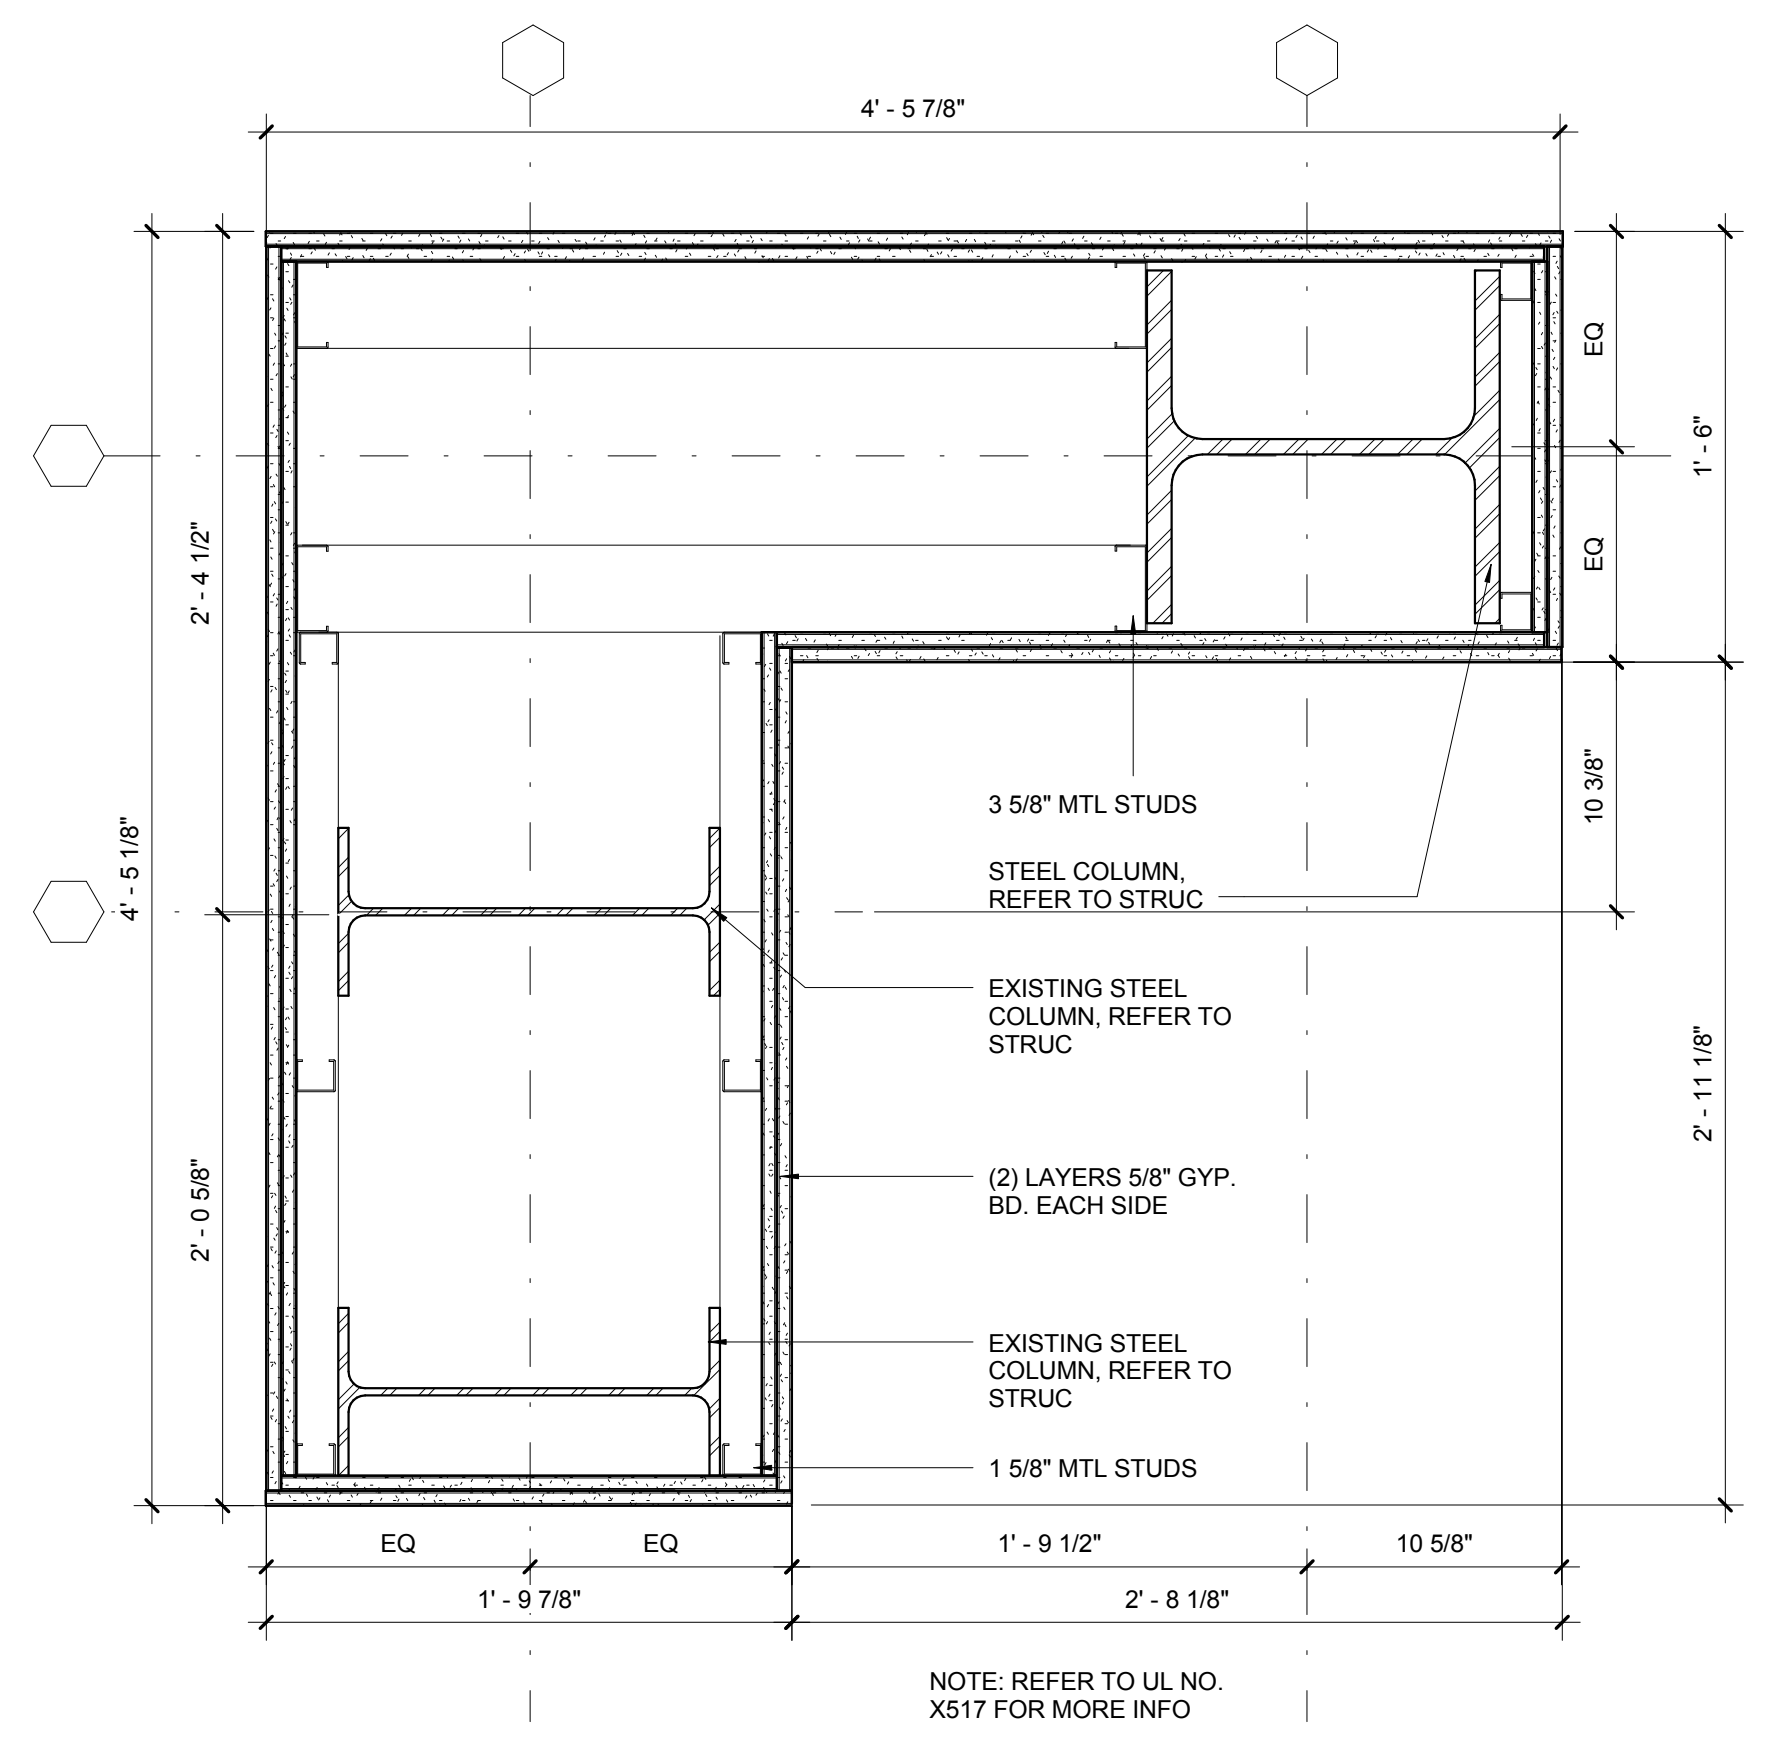 4' - 5 7/8"
EQ
1' - 6"
2' - 4 1/2"
EQ
10 3/8"
3 5/8" MTL STUDS
4' - 5 1/8"
STEEL COLUMN,
REFER TO STRUC
EXISTING STEEL
COLUMN, REFER TO
STRUC
2' - 11 1/8"
2' - 0 5/8"
(2) LAYERS 5/8" GYP.
BD. EACH SIDE
EXISTING STEEL
COLUMN, REFER TO
STRUC
1 5/8" MTL STUDS
EQ
EQ
1' - 9 1/2"
10 5/8"
1' - 9 7/8"
2' - 8 1/8"
NOTE: REFER TO UL NO.
X517 FOR MORE INFO